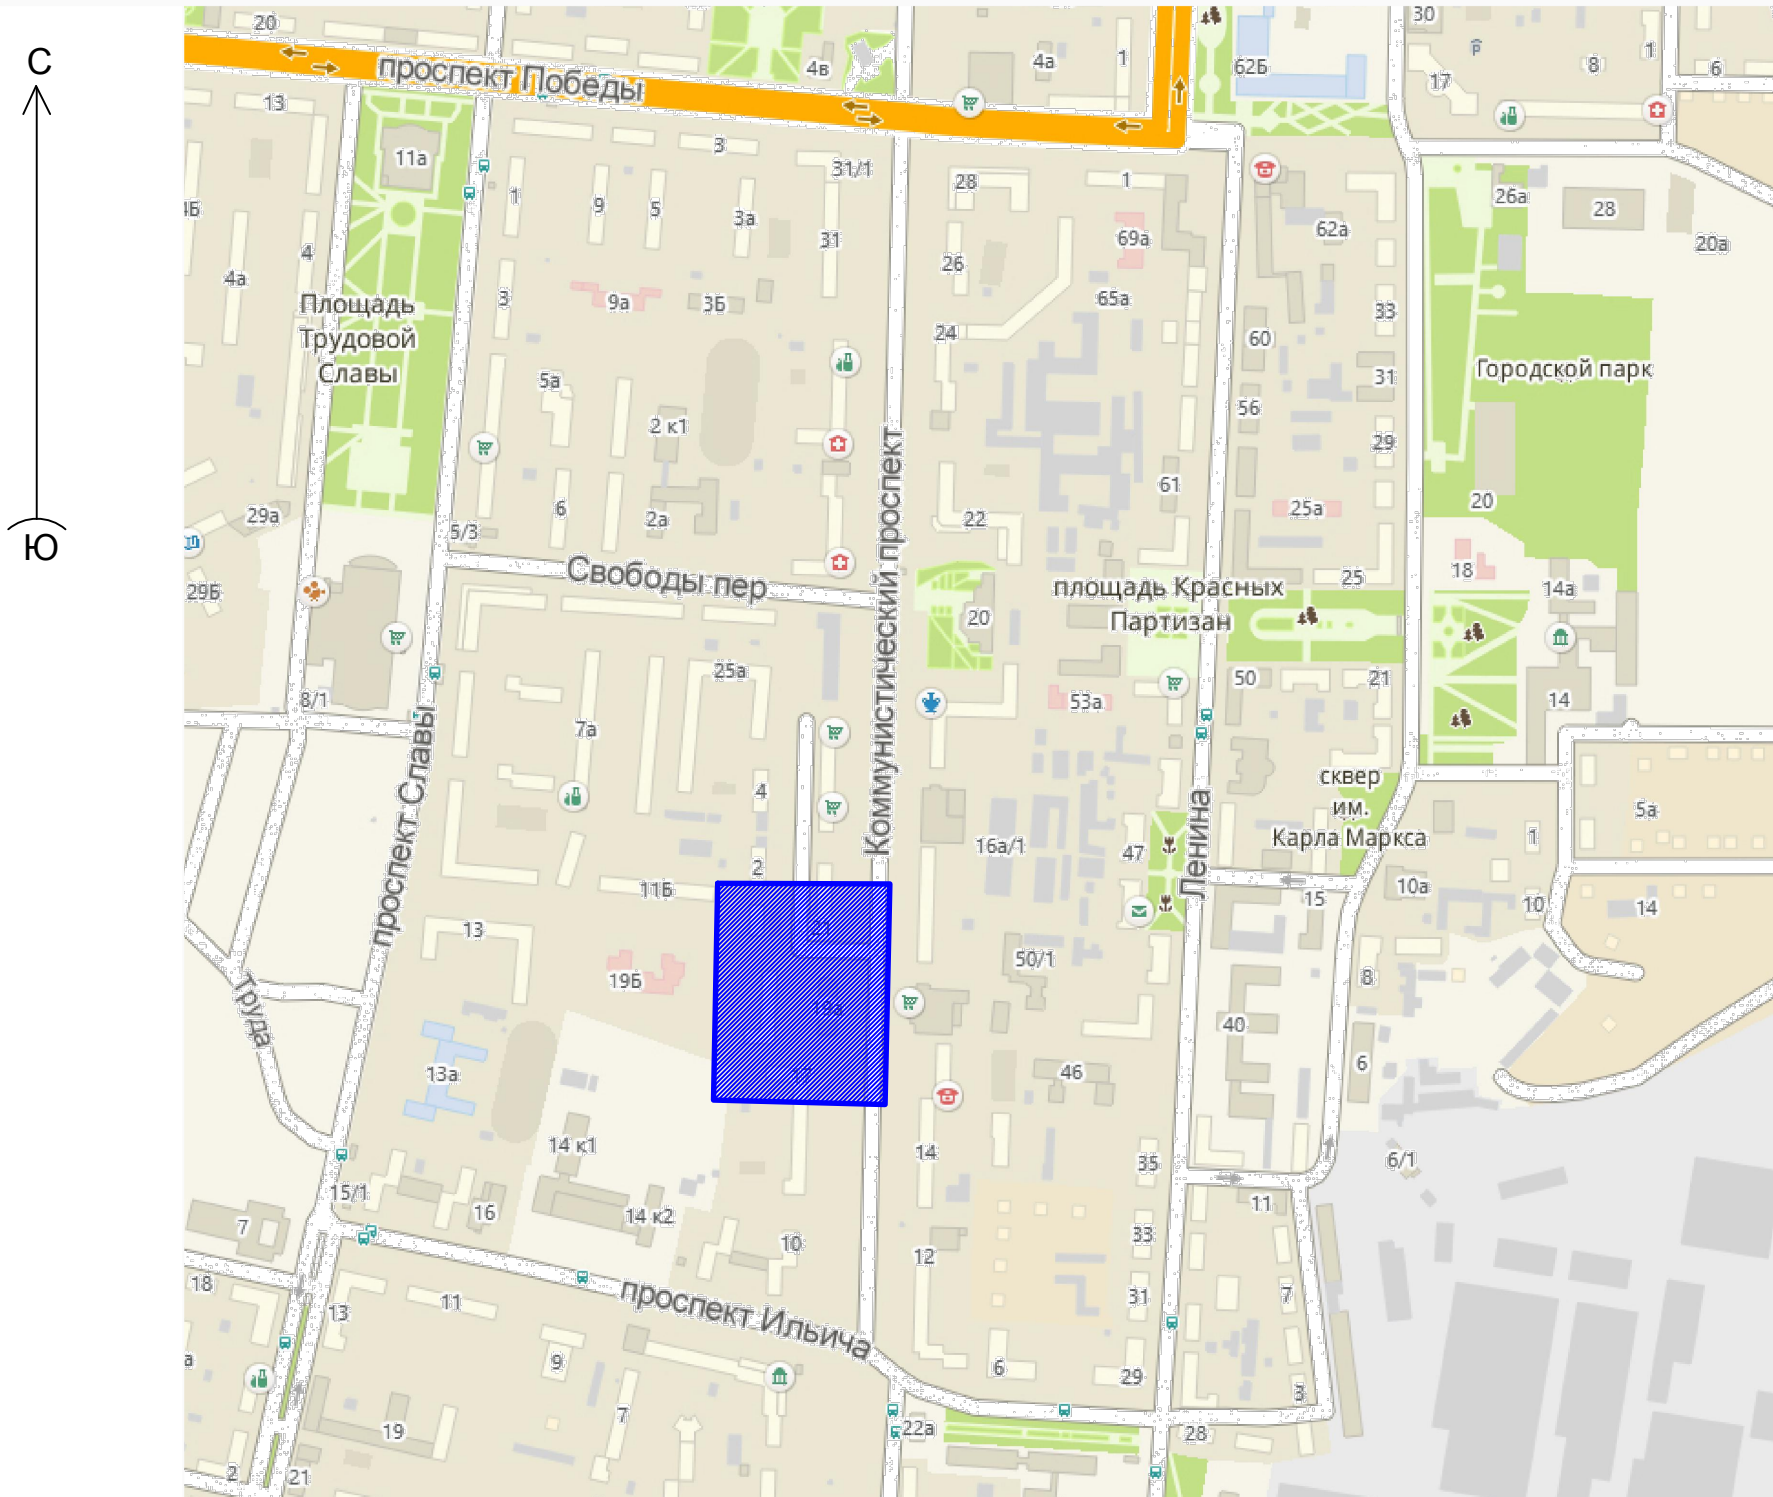 С
Ю
20
4в
4а
1
62Б
30
17
8
1
6
проспект Победы
13
11а
3
31/1
28
1
26а
28
4Б
1
9
5
3а
31
69а
62а
20а
4
4а
26
3
9а
3Б
65а
33
Площадь
Трудовой
Славы
24
60
5а
31
Городской парк
56
2 к1
29
61
20
29а
6
2а
22
25а
5/3
Коммунистический проспект
Свободы пер
18
25
14а
29Б
площадь Красных
Партизан
20
25а
50
21
8/1
53а
14
7а
4
сквер
им.
Карла Маркса
5а
проспект Славы
Ленина
16а/1
47
1
2
11Б
15
10а
10
14
13
21
50/1
19Б
8
Труда
19а
40
13а
17
46
6
14 к1
14
35
6/1
15/1
16
14 к2
11
7
10
12
33
18
проспект Ильича
13
11
31
7
а
9
6
29
3
7
19
22а
28
2
21